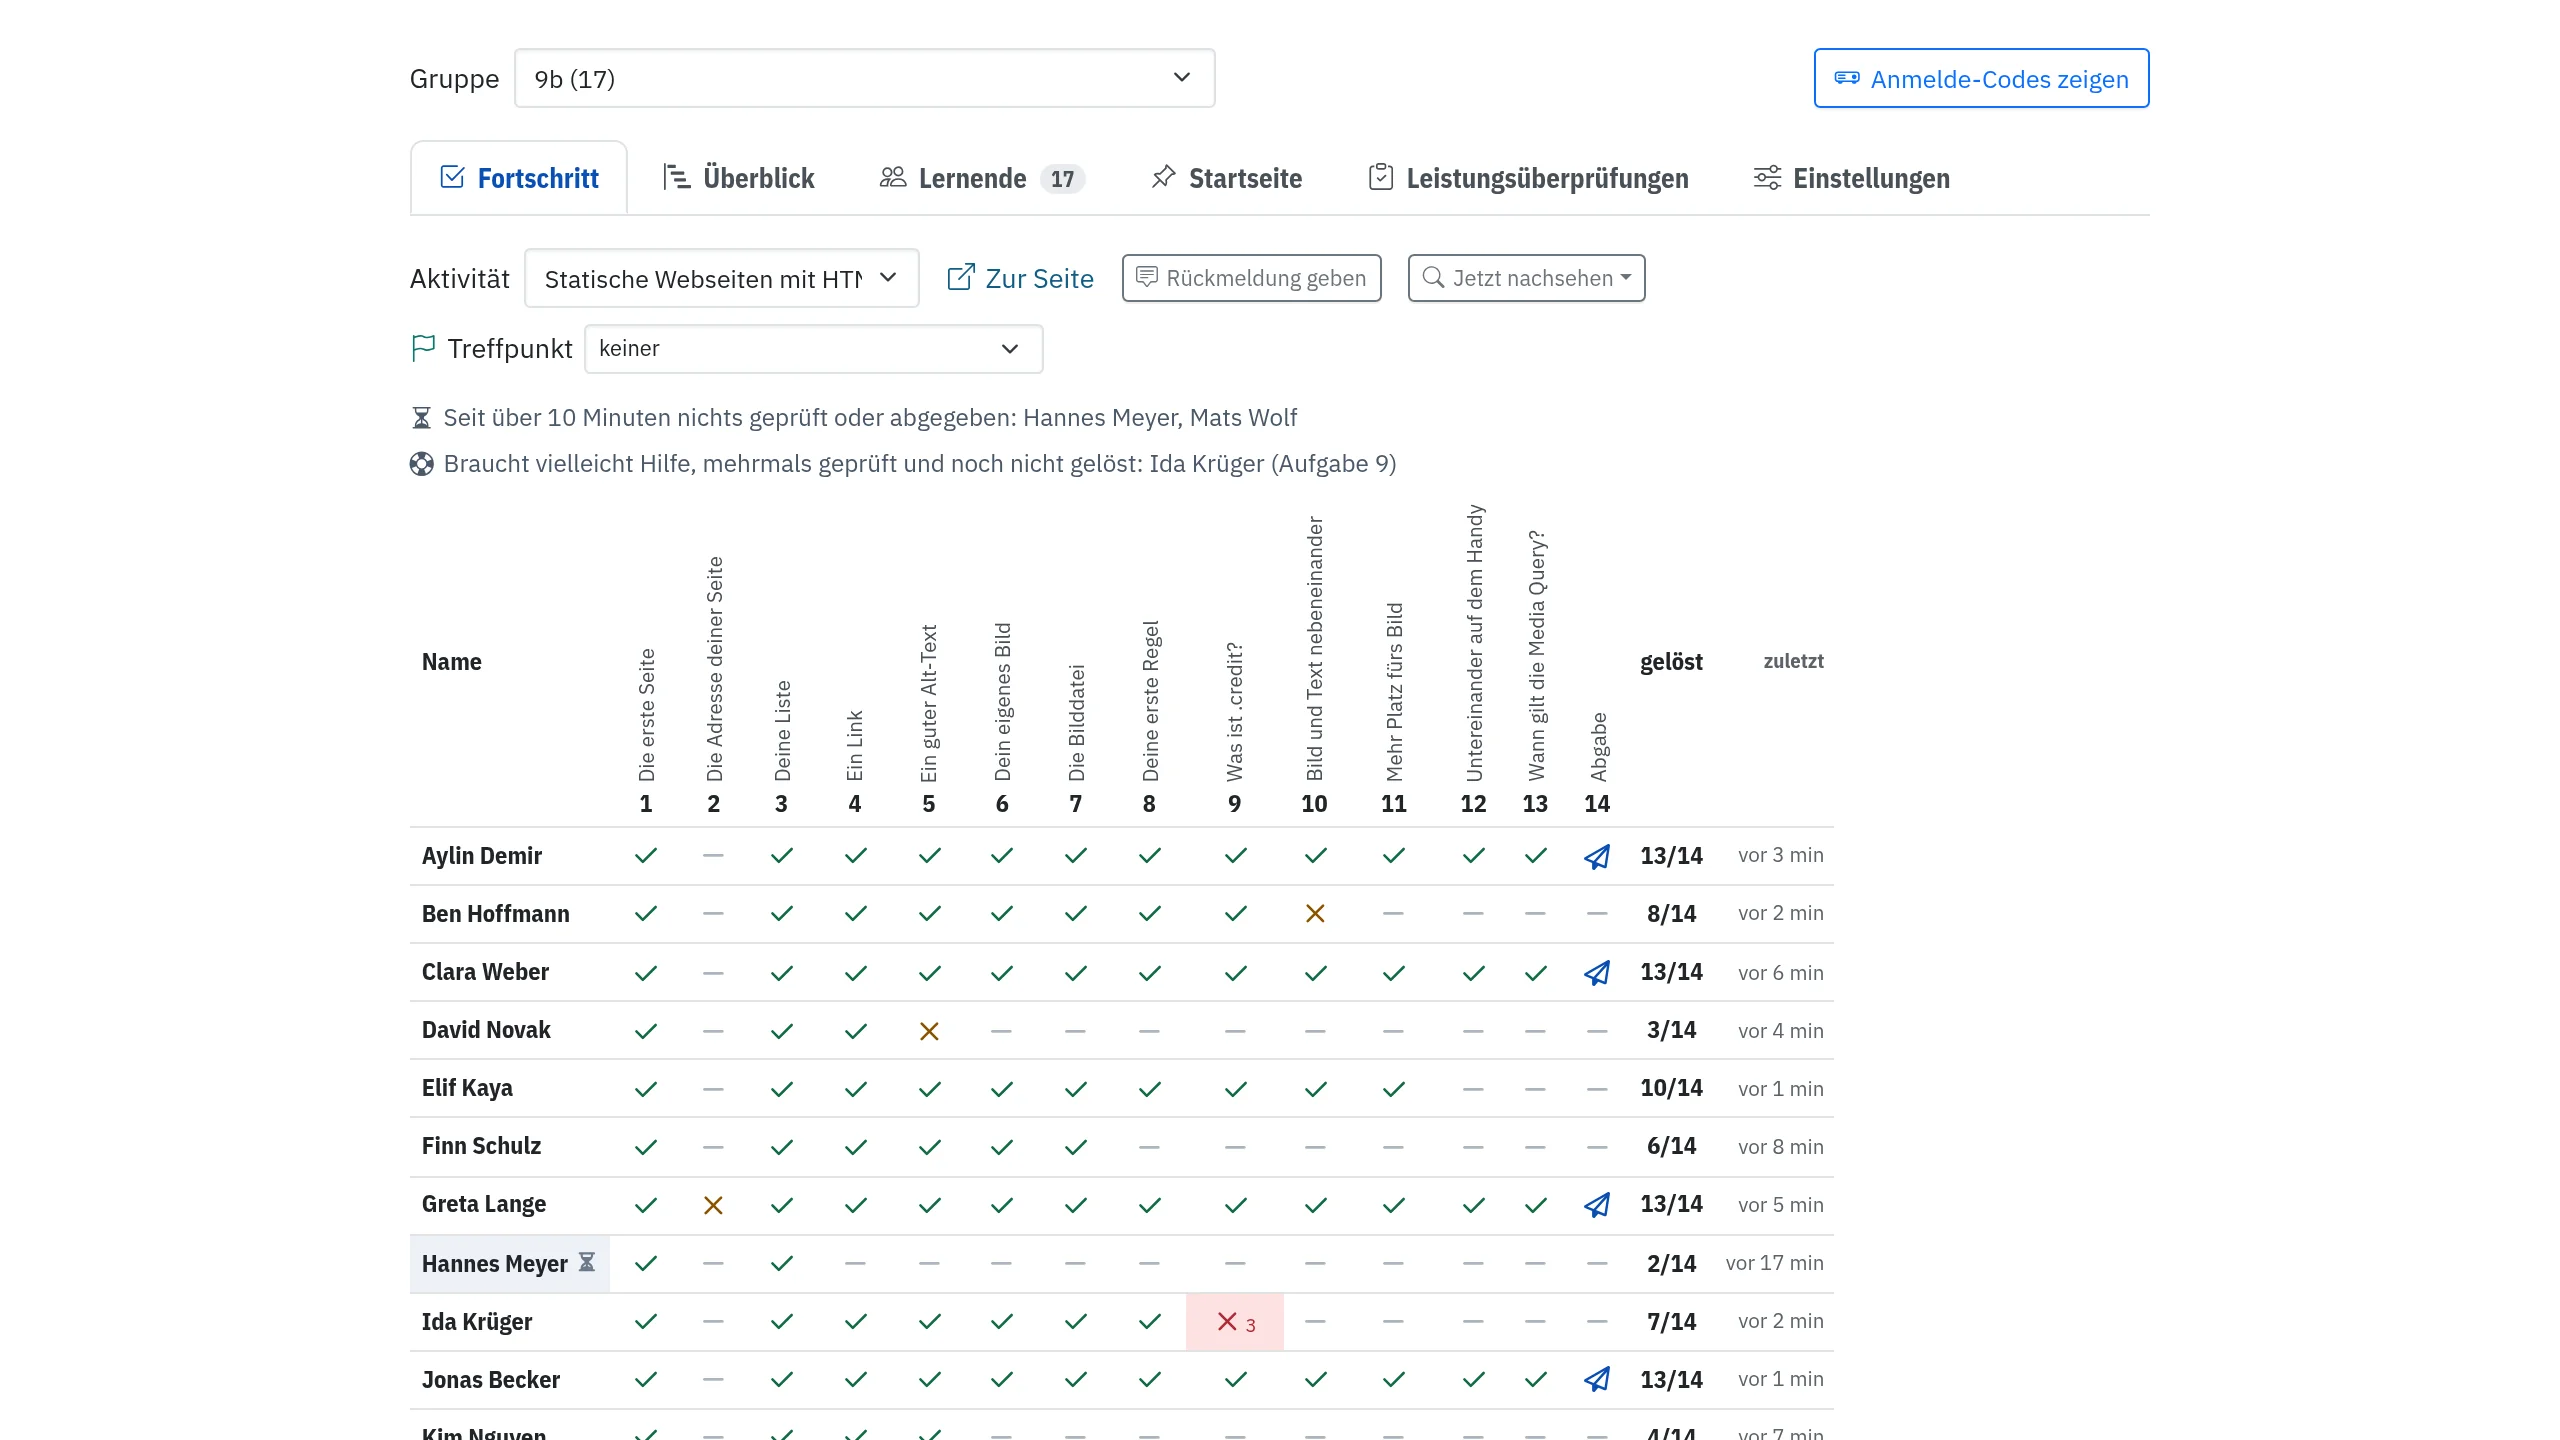 Gruppe 9b (17) Anmelde-Codes zeigen
Fortschritt Überblick Lernende 17 Startseite Leistungsüberprüfungen Einstellungen
Aktivität Statische Webseiten mit HTM Zur Seite Rückmeldung geben Jetzt nachsehen
Treffpunkt keiner
Seit über 10 Minuten nichts geprüft oder abgegeben: Hannes Meyer, Mats Wolf
Braucht vielleicht Hilfe, mehrmals geprüft und noch nicht gelöst: Ida Krüger (Aufgabe 9)
Name
Die erste Seite
Die Adresse deiner Seite
Deine Liste
Ein Link
Ein guter Alt-Text
Dein eigenes Bild
Die Bilddatei
Deine erste Regel
Was ist .credit?
Bild und Text nebeneinander
Mehr Platz fürs Bild
Untereinander auf dem Handy
Wann gilt die Media Query?
Abgabe
gelöst zuletzt
1 2 3 4 5 6 7 8 9 10 11 12 13 14
Aylin Demir 13/14 vor 3 min
Ben Hoffmann 8/14 vor 2 min
Clara Weber 13/14 vor 6 min
David Novak 3/14 vor 4 min
Elif Kaya 10/14 vor 1 min
Finn Schulz 6/14 vor 8 min
Greta Lange 13/14 vor 5 min
Hannes Meyer 2/14 vor 17 min
Ida Krüger 3 7/14 vor 2 min
Jonas Becker 13/14 vor 1 min
Kim Nguyen 4/14 vor 7 min